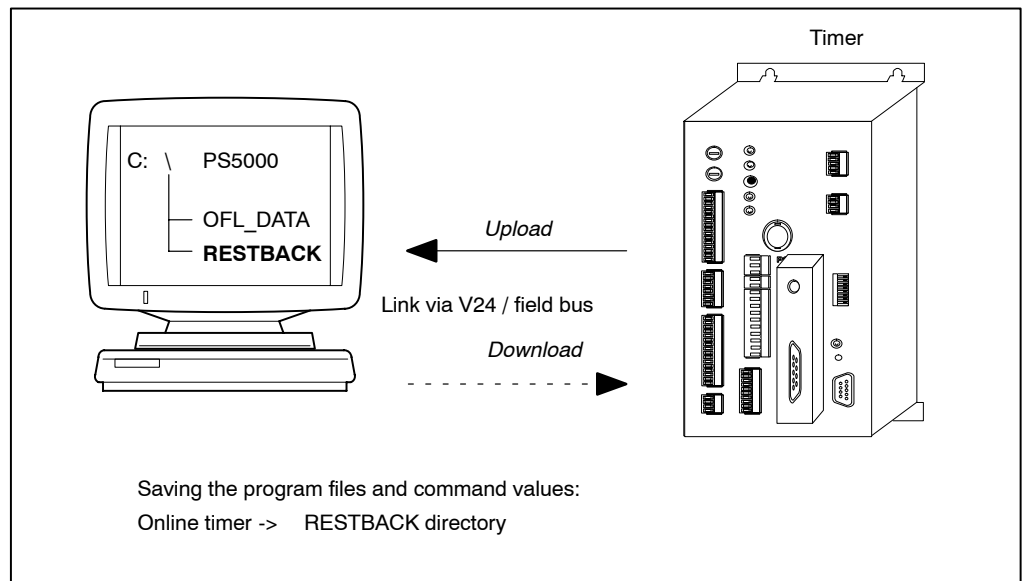 Timer
C: \ PS5000
OFL_DATA
RESTBACK
Upload
Link via V24 / field bus
Download
Saving the program files and command values:
Online timer -> RESTBACK directory